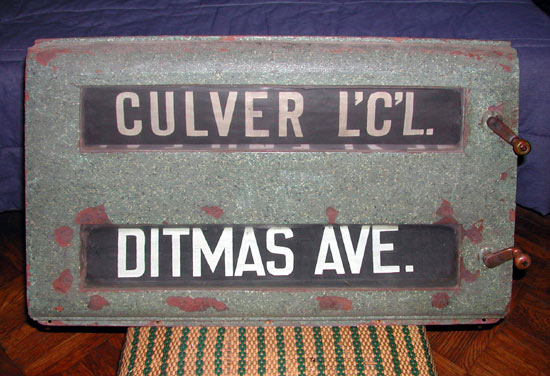 CULVER L'C'L.
DITMAS AVE.